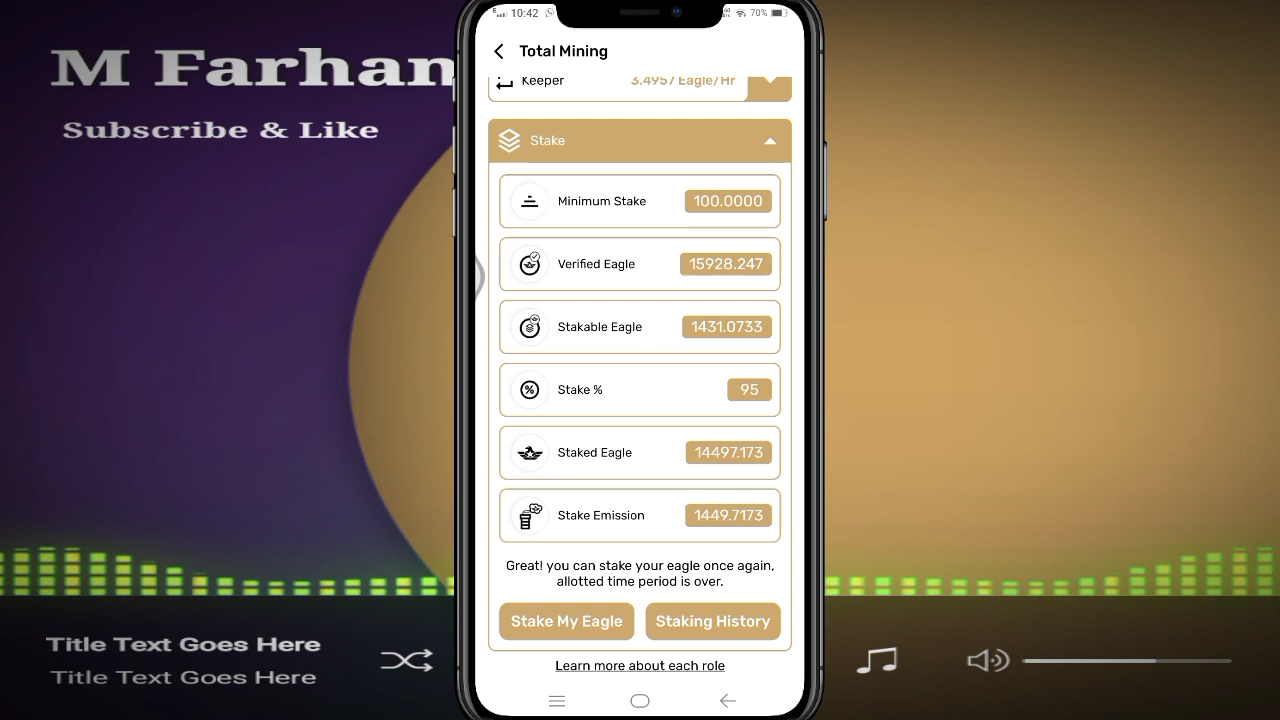 M Farhan
Subscribe & Like
10:42
70%
Total Mining
Keeper 3.4957 Eagle/Hr
Stake
Minimum Stake 100.0000
Verified Eagle 15928.247
Stakable Eagle 1431.0733
Stake % 95
Staked Eagle 14497.173
Stake Emission 1449.7173
Great! you can stake your eagle once again,
allotted time period is over.
Stake My Eagle Staking History
Learn more about each role
Title Text Goes Here
Title Text Goes Here